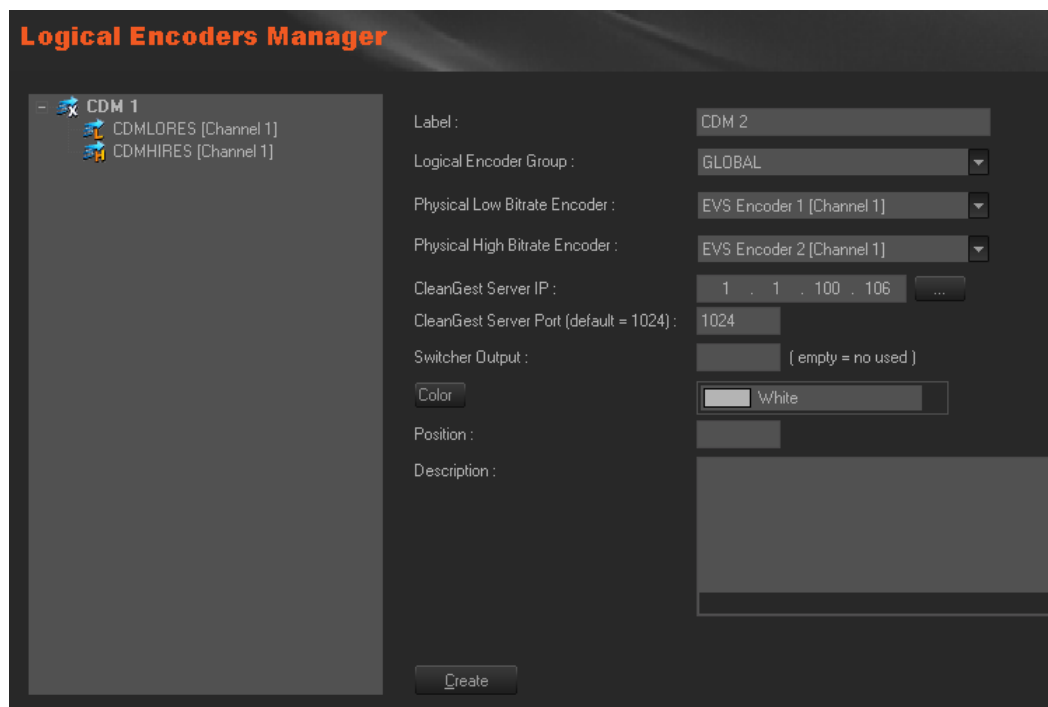 Logical Encoders Manager
CDM 1
CDMLORES [Channel 1]
CDMHIRES [Channel 1]
Label : CDM 2
Logical Encoder Group : GLOBAL
Physical Low Bitrate Encoder : EVS Encoder 1 [Channel 1]
Physical High Bitrate Encoder : EVS Encoder 2 [Channel 1]
CleanGest Server IP : 1 . 1 . 100 . 106 ...
CleanGest Server Port (default = 1024) : 1024
Switcher Output : ( empty = no used )
Color White
Position :
Description :
Create